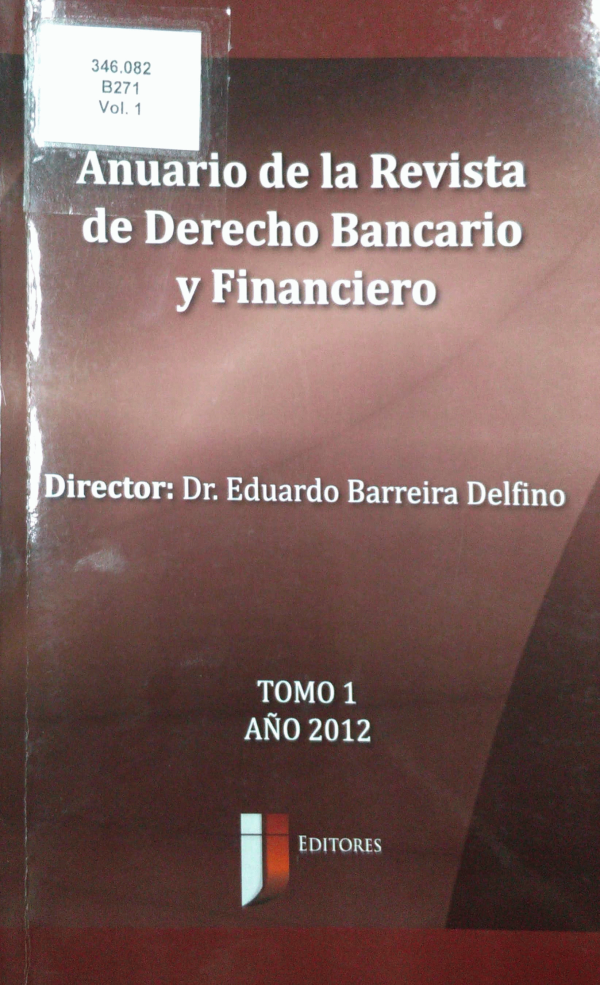 346.082
B271
Vol. 1
Anuario de la Revista
de Derecho Bancario
y Financiero
Director: Dr. Eduardo Barreira Delfino
TOMO 1
AÑO 2012
EDITORES